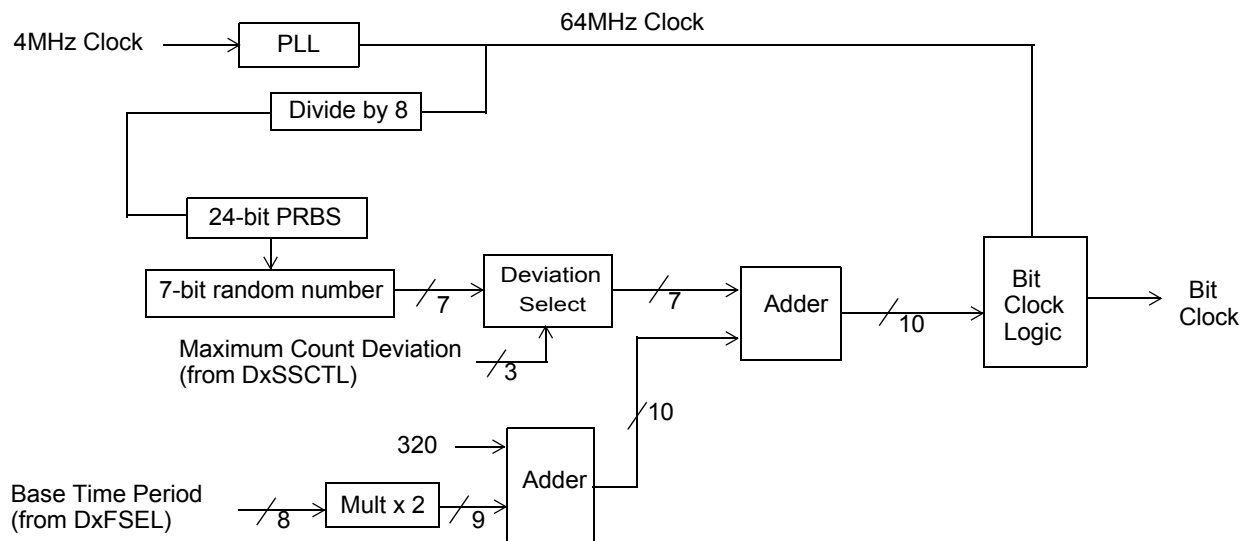 64MHz Clock
4MHz Clock
PLL
Divide by 8
24-bit PRBS
7-bit random number
7
Deviation
Select
7
Adder
10
Bit
Clock
Logic
Bit
Clock
Maximum Count Deviation
(from DxSSCTL)
3
10
320
Adder
Base Time Period
(from DxFSEL)
8
Mult x 2
9